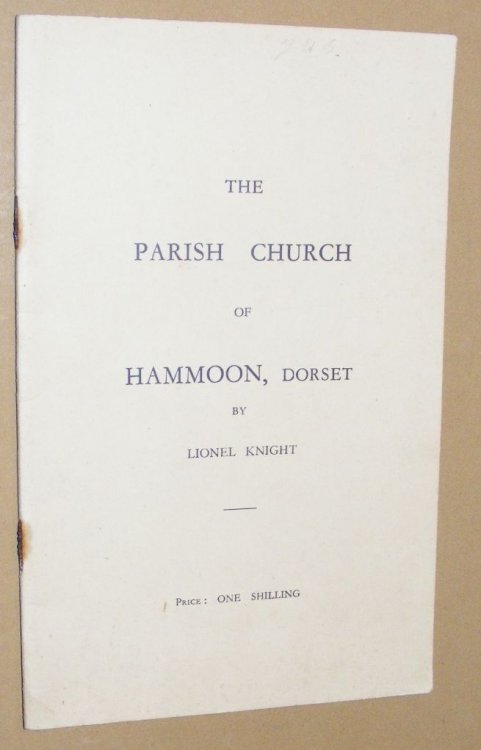 THE
PARISH CHURCH
OF
HAMMOON, DORSET
BY
LIONEL KNIGHT
PRICE: ONE SHILLING